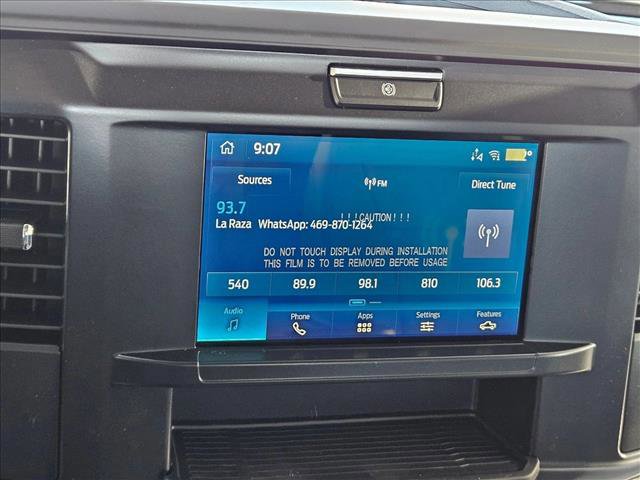 9:07
Sources
FM
Direct Tune
93.7
!!!CAUTION!!!
La Raza WhatsApp: 469-870-1264
DO NOT TOUCH DISPLAY DURING INSTALLATION
THIS FILM IS TO BE REMOVED BEFORE USAGE
540 89.9 98.1 810 106.3
Audio Phone Apps Settings Features